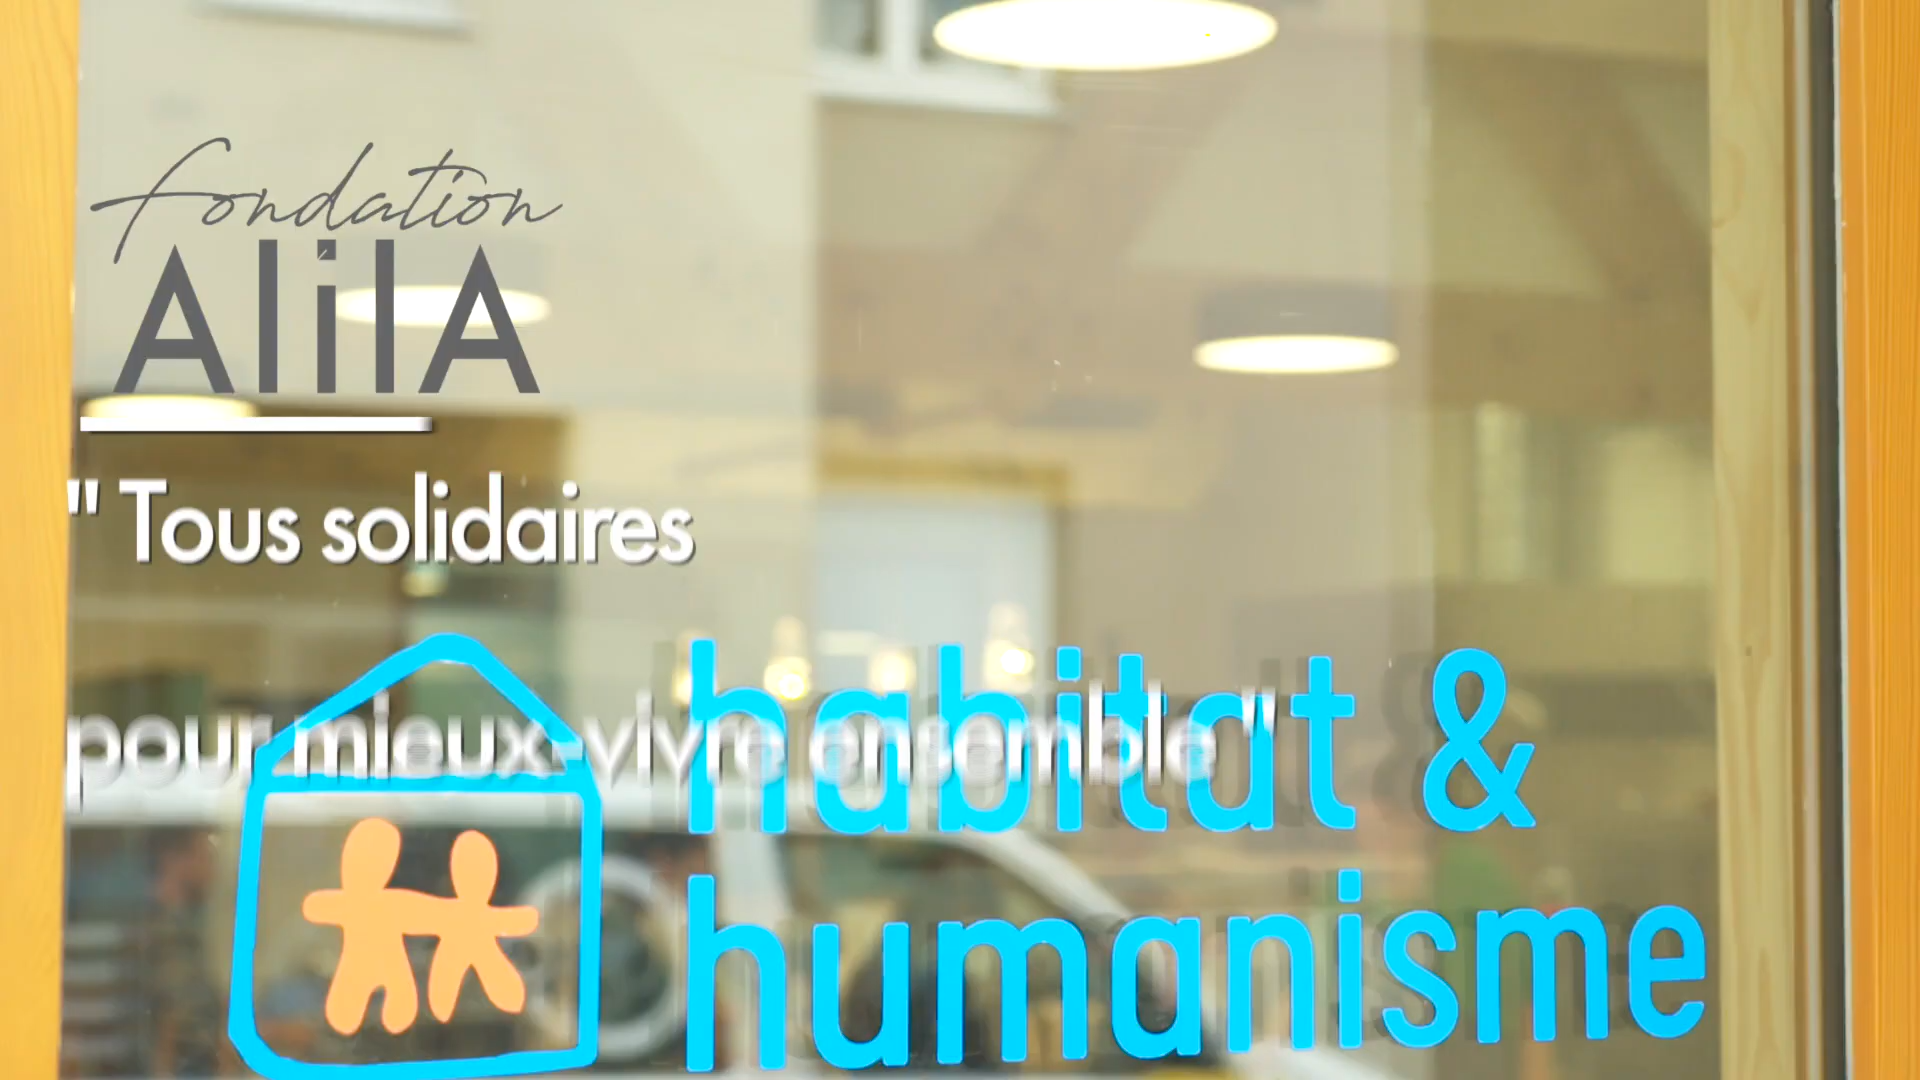 fondation
AlilA
" Tous solidaires
pour mieux-vivre ensemble "
habitat &
humanisme